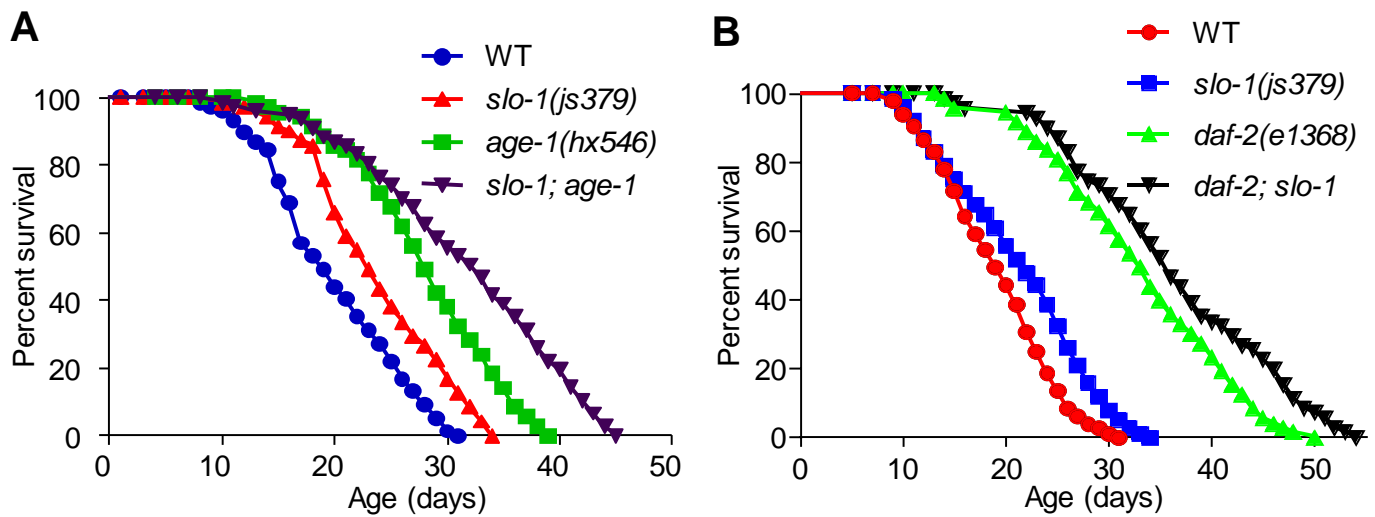 A
WT
slo-1(js379)
age-1(hx546)
slo-1; age-1
Percent survival
100
80
60
40
20
0
0 10 20 30 40 50
Age (days)
B
WT
slo-1(js379)
daf-2(e1368)
daf-2; slo-1
Percent survival
100
80
60
40
20
0
0 10 20 30 40 50
Age (days)